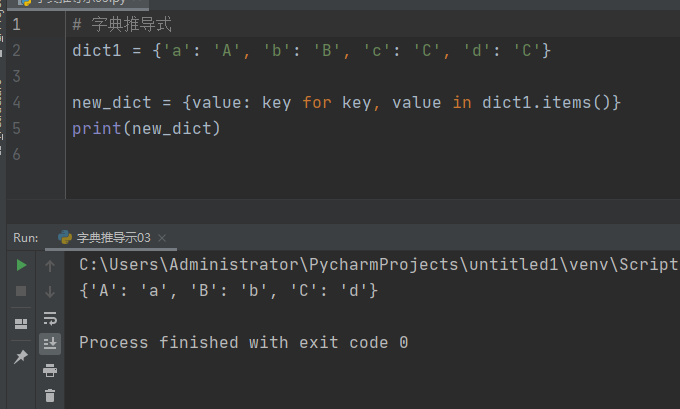 1 # 字典推导式
2 dict1 = {'a': 'A', 'b': 'B', 'c': 'C', 'd': 'C'}
3
4 new_dict = {value: key for key, value in dict1.items()}
5 print(new_dict)
6
Run: 字典推导示03 ×
C:\Users\Administrator\PycharmProjects\untitled1\venv\Script
{'A': 'a', 'B': 'b', 'C': 'd'}
Process finished with exit code 0